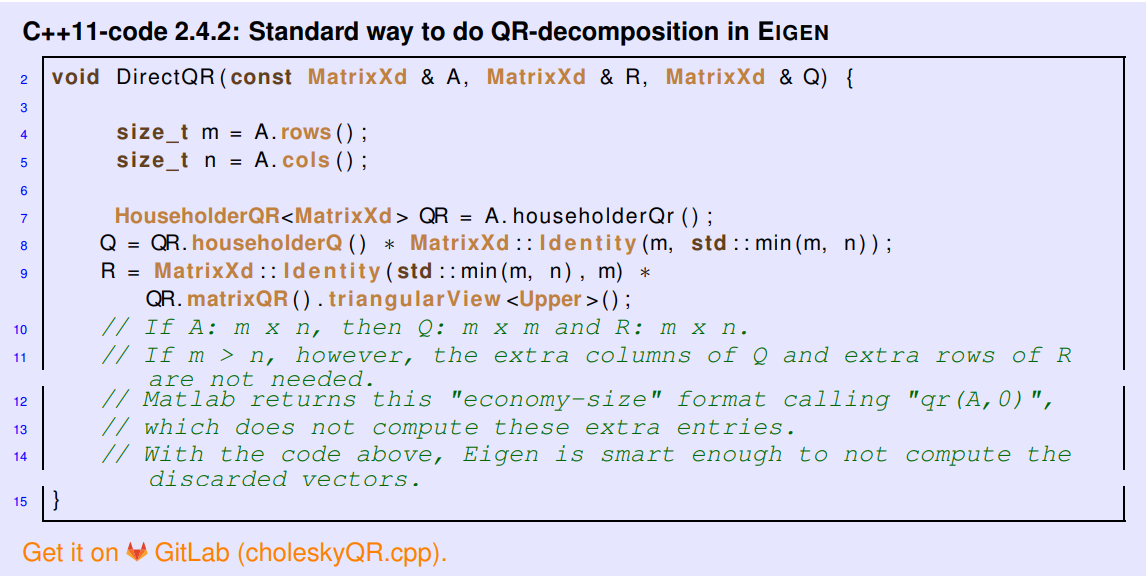 C++11-code 2.4.2: Standard way to do QR-decomposition in EIGEN
2 void DirectQR(const MatrixXd & A, MatrixXd & R, MatrixXd & Q) {
3
4 size_t m = A.rows();
5 size_t n = A.cols();
6
7 HouseholderQR<MatrixXd> QR = A.householderQr();
8 Q = QR.householderQ() * MatrixXd::Identity(m, std::min(m, n));
9 R = MatrixXd::Identity(std::min(m, n), m) *
QR.matrixQR().triangularView<Upper>();
10 // If A: m x n, then Q: m x m and R: m x n.
11 // If m > n, however, the extra columns of Q and extra rows of R
are not needed.
12 // Matlab returns this "economy-size" format calling "qr(A,0)",
13 // which does not compute these extra entries.
14 // With the code above, Eigen is smart enough to not compute the
discarded vectors.
15 }
Get it on GitLab (choleskyQR.cpp).